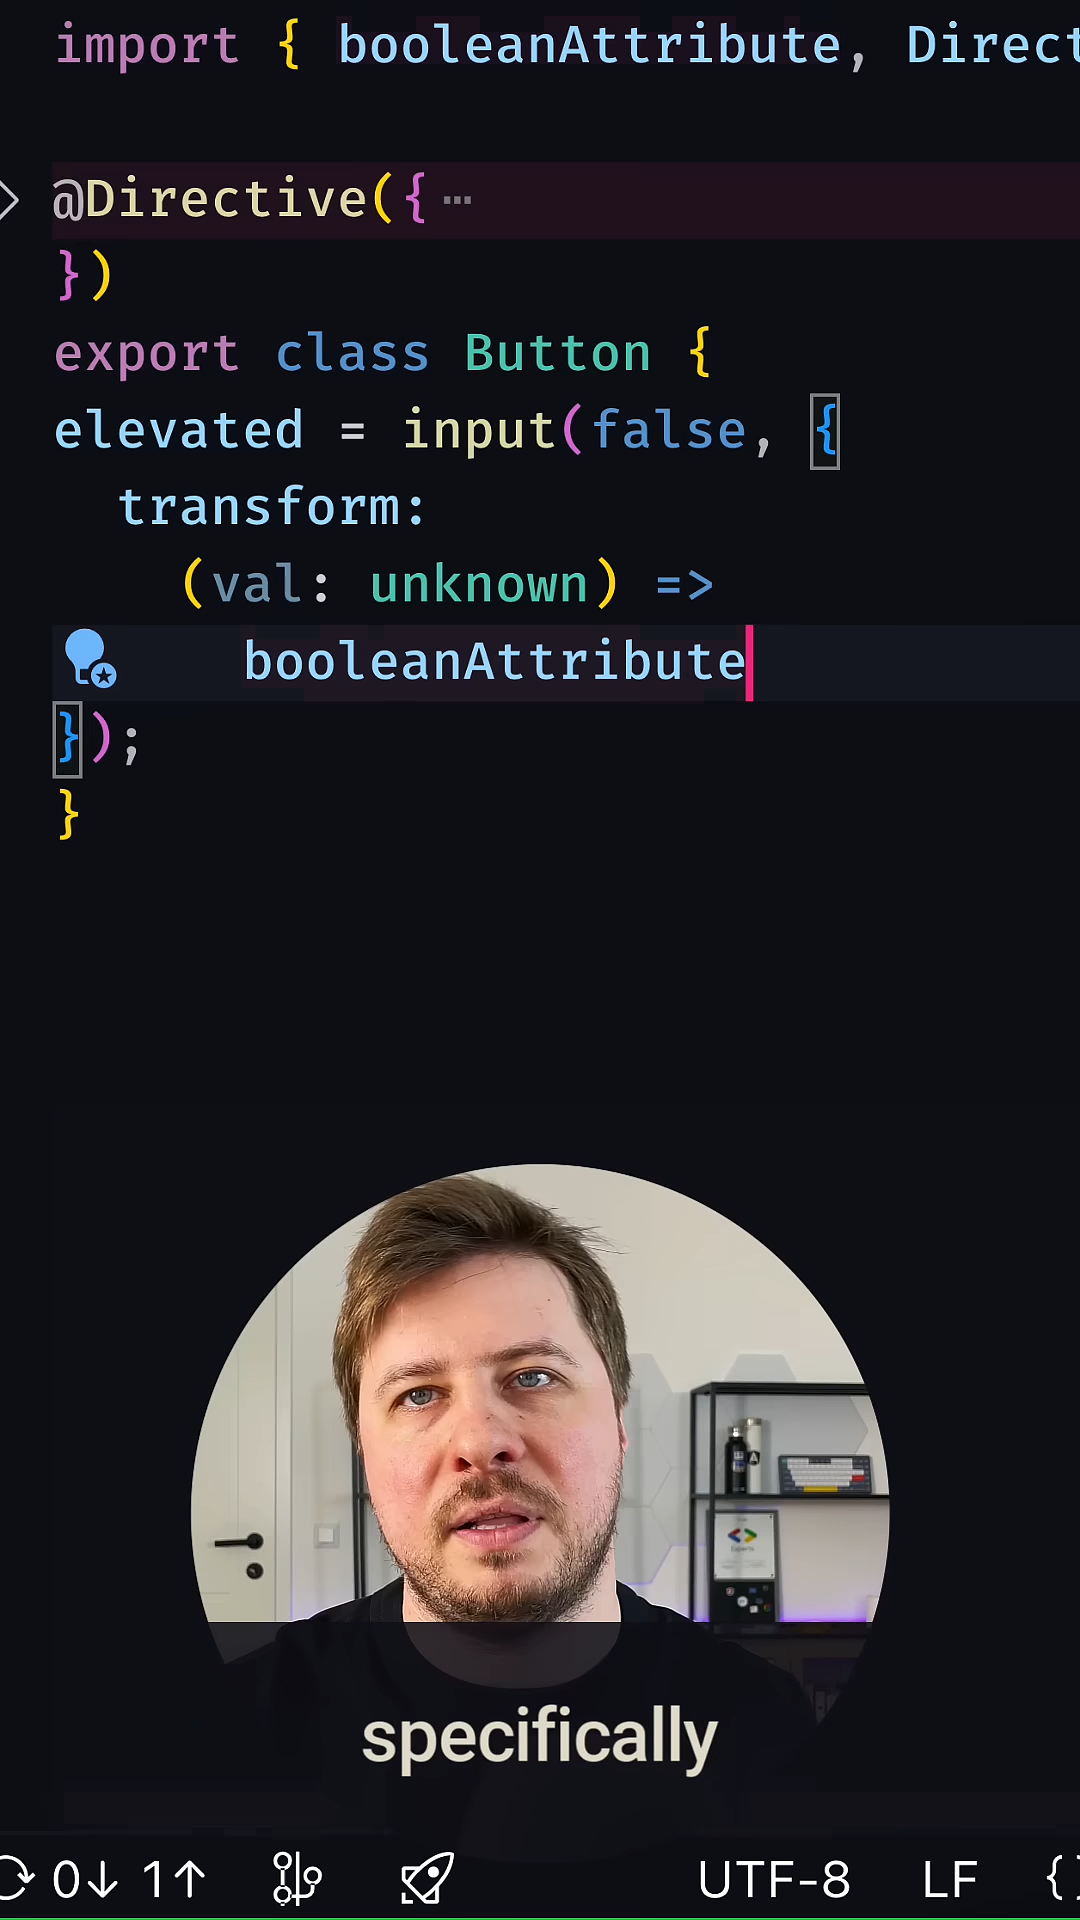 import { booleanAttribute, Direct
@Directive({ …
})
export class Button {
elevated = input(false, {
transform:
(val: unknown) =>
booleanAttribute
});
}
Experts
specifically
0↓ 1↑ UTF-8 LF {}